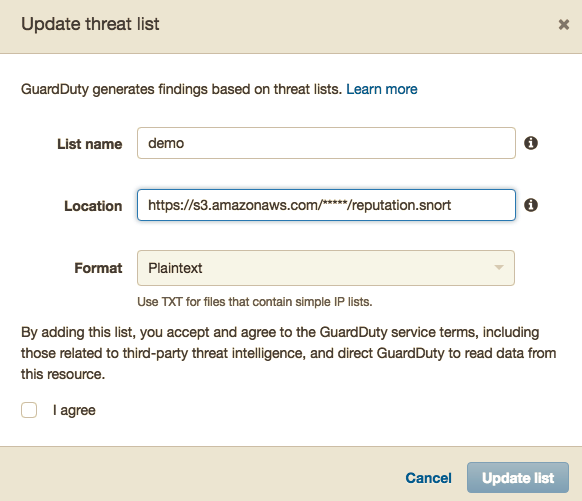 Update threat list
GuardDuty generates findings based on threat lists. Learn more
List name demo
Location https://s3.amazonaws.com/*****/reputation.snort
Format Plaintext
Use TXT for files that contain simple IP lists.
By adding this list, you accept and agree to the GuardDuty service terms, including
those related to third-party threat intelligence, and direct GuardDuty to read data from
this resource.
I agree
Cancel Update list